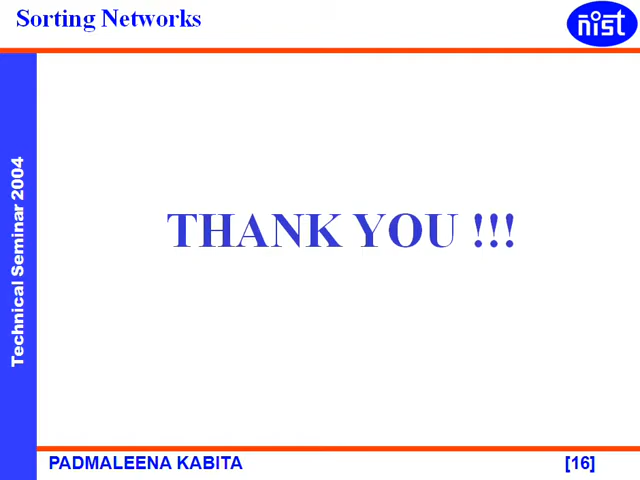 Sorting Networks
nist
Technical Seminar 2004
THANK YOU !!!
PADMALEENA KABITA
[16]